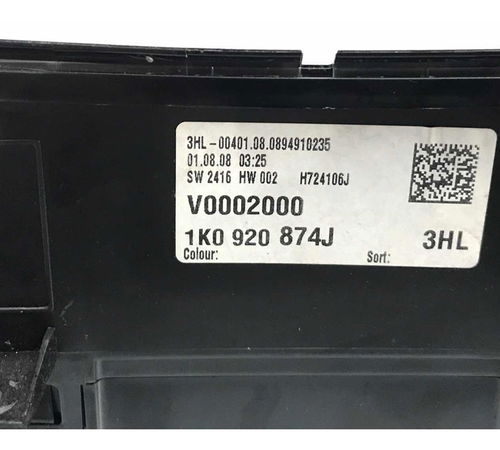 3HL-00401.08.0894910235
01.08.08 03:25
SW 2416 HW 002 H724106J
V0002000
1K0 920 874J 3HL
Colour: Sort: